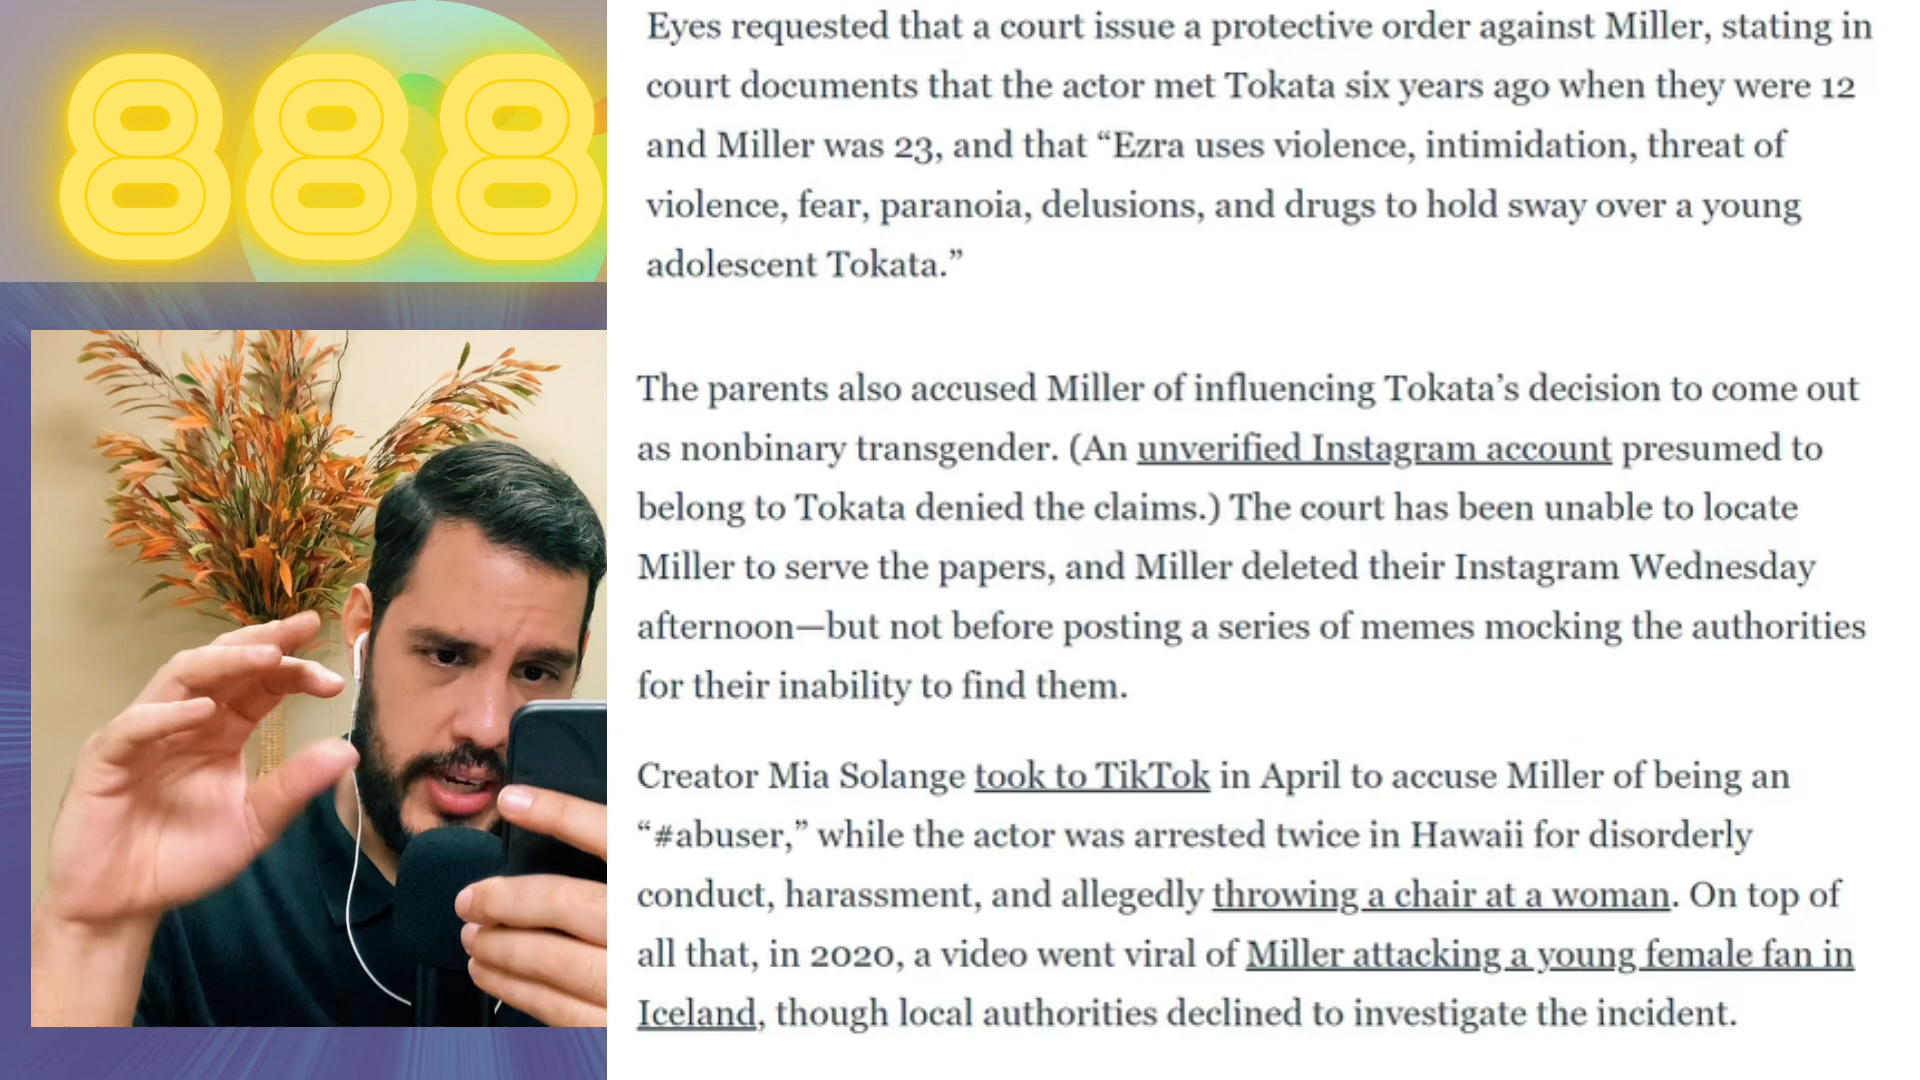 888
Eyes requested that a court issue a protective order against Miller, stating in
court documents that the actor met Tokata six years ago when they were 12
and Miller was 23, and that “Ezra uses violence, intimidation, threat of
violence, fear, paranoia, delusions, and drugs to hold sway over a young
adolescent Tokata.”
The parents also accused Miller of influencing Tokata’s decision to come out
as nonbinary transgender. (An unverified Instagram account presumed to
belong to Tokata denied the claims.) The court has been unable to locate
Miller to serve the papers, and Miller deleted their Instagram Wednesday
afternoon—but not before posting a series of memes mocking the authorities
for their inability to find them.
Creator Mia Solange took to TikTok in April to accuse Miller of being an
“#abuser,” while the actor was arrested twice in Hawaii for disorderly
conduct, harassment, and allegedly throwing a chair at a woman. On top of
all that, in 2020, a video went viral of Miller attacking a young female fan in
Iceland, though local authorities declined to investigate the incident.